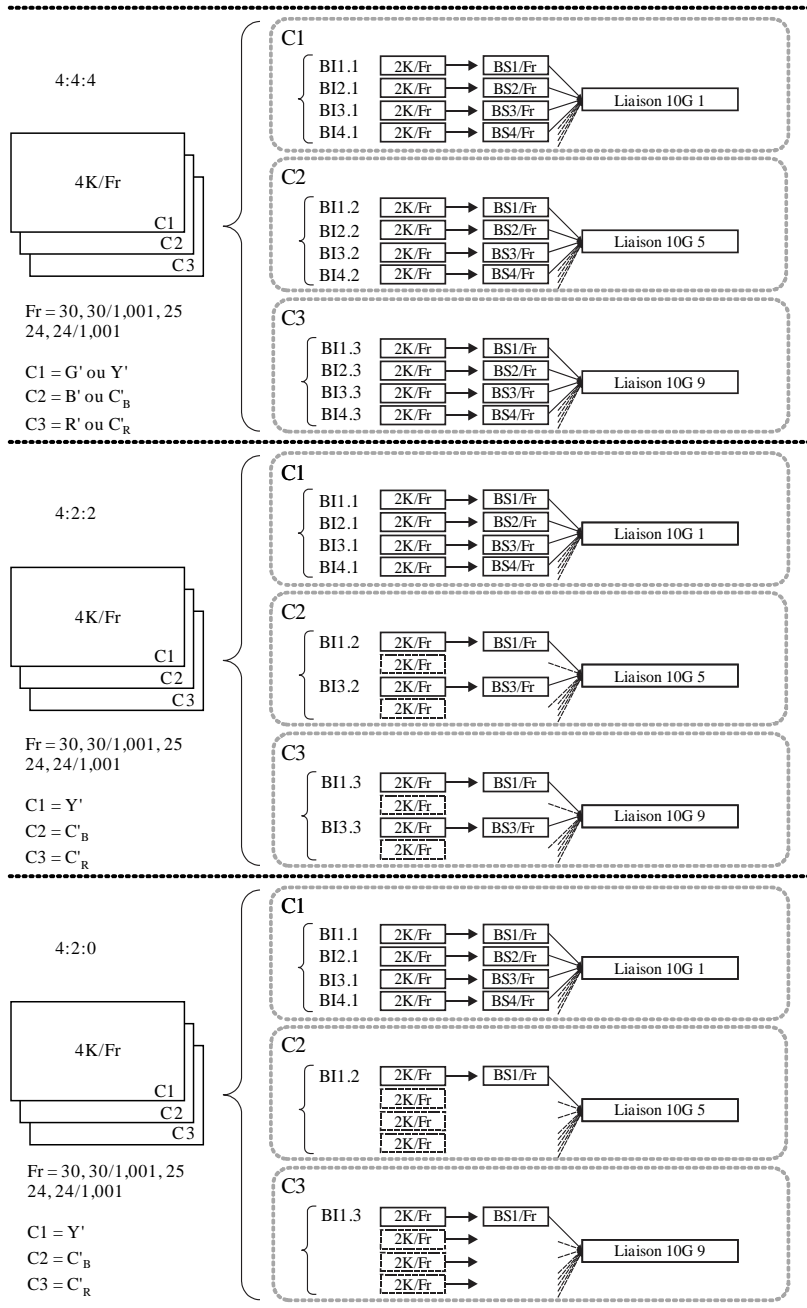 4:4:4
4K/Fr
C1
C2
C3
Fr = 30, 30/1,001, 25
24, 24/1,001
C1 = G' ou Y'
C2 = B' ou C'B
C3 = R' ou C'R
C1
BI1.1 2K/Fr BS1/Fr
BI2.1 2K/Fr BS2/Fr
BI3.1 2K/Fr BS3/Fr
BI4.1 2K/Fr BS4/Fr
Liaison 10G 1
C2
BI1.2 2K/Fr BS1/Fr
BI2.2 2K/Fr BS2/Fr
BI3.2 2K/Fr BS3/Fr
BI4.2 2K/Fr BS4/Fr
Liaison 10G 5
C3
BI1.3 2K/Fr BS1/Fr
BI2.3 2K/Fr BS2/Fr
BI3.3 2K/Fr BS3/Fr
BI4.3 2K/Fr BS4/Fr
Liaison 10G 9
4:2:2
4K/Fr
C1
C2
C3
Fr = 30, 30/1,001, 25
24, 24/1,001
C1 = Y'
C2 = C'B
C3 = C'R
C1
BI1.1 2K/Fr BS1/Fr
BI2.1 2K/Fr BS2/Fr
BI3.1 2K/Fr BS3/Fr
BI4.1 2K/Fr BS4/Fr
Liaison 10G 1
C2
BI1.2 2K/Fr BS1/Fr
2K/Fr
BI3.2 2K/Fr BS3/Fr
2K/Fr
Liaison 10G 5
C3
BI1.3 2K/Fr BS1/Fr
2K/Fr
BI3.3 2K/Fr BS3/Fr
2K/Fr
Liaison 10G 9
4:2:0
4K/Fr
C1
C2
C3
Fr = 30, 30/1,001, 25
24, 24/1,001
C1 = Y'
C2 = C'B
C3 = C'R
C1
BI1.1 2K/Fr BS1/Fr
BI2.1 2K/Fr BS2/Fr
BI3.1 2K/Fr BS3/Fr
BI4.1 2K/Fr BS4/Fr
Liaison 10G 1
C2
BI1.2 2K/Fr BS1/Fr
2K/Fr
2K/Fr
2K/Fr
Liaison 10G 5
C3
BI1.3 2K/Fr BS1/Fr
2K/Fr
2K/Fr
2K/Fr
Liaison 10G 9